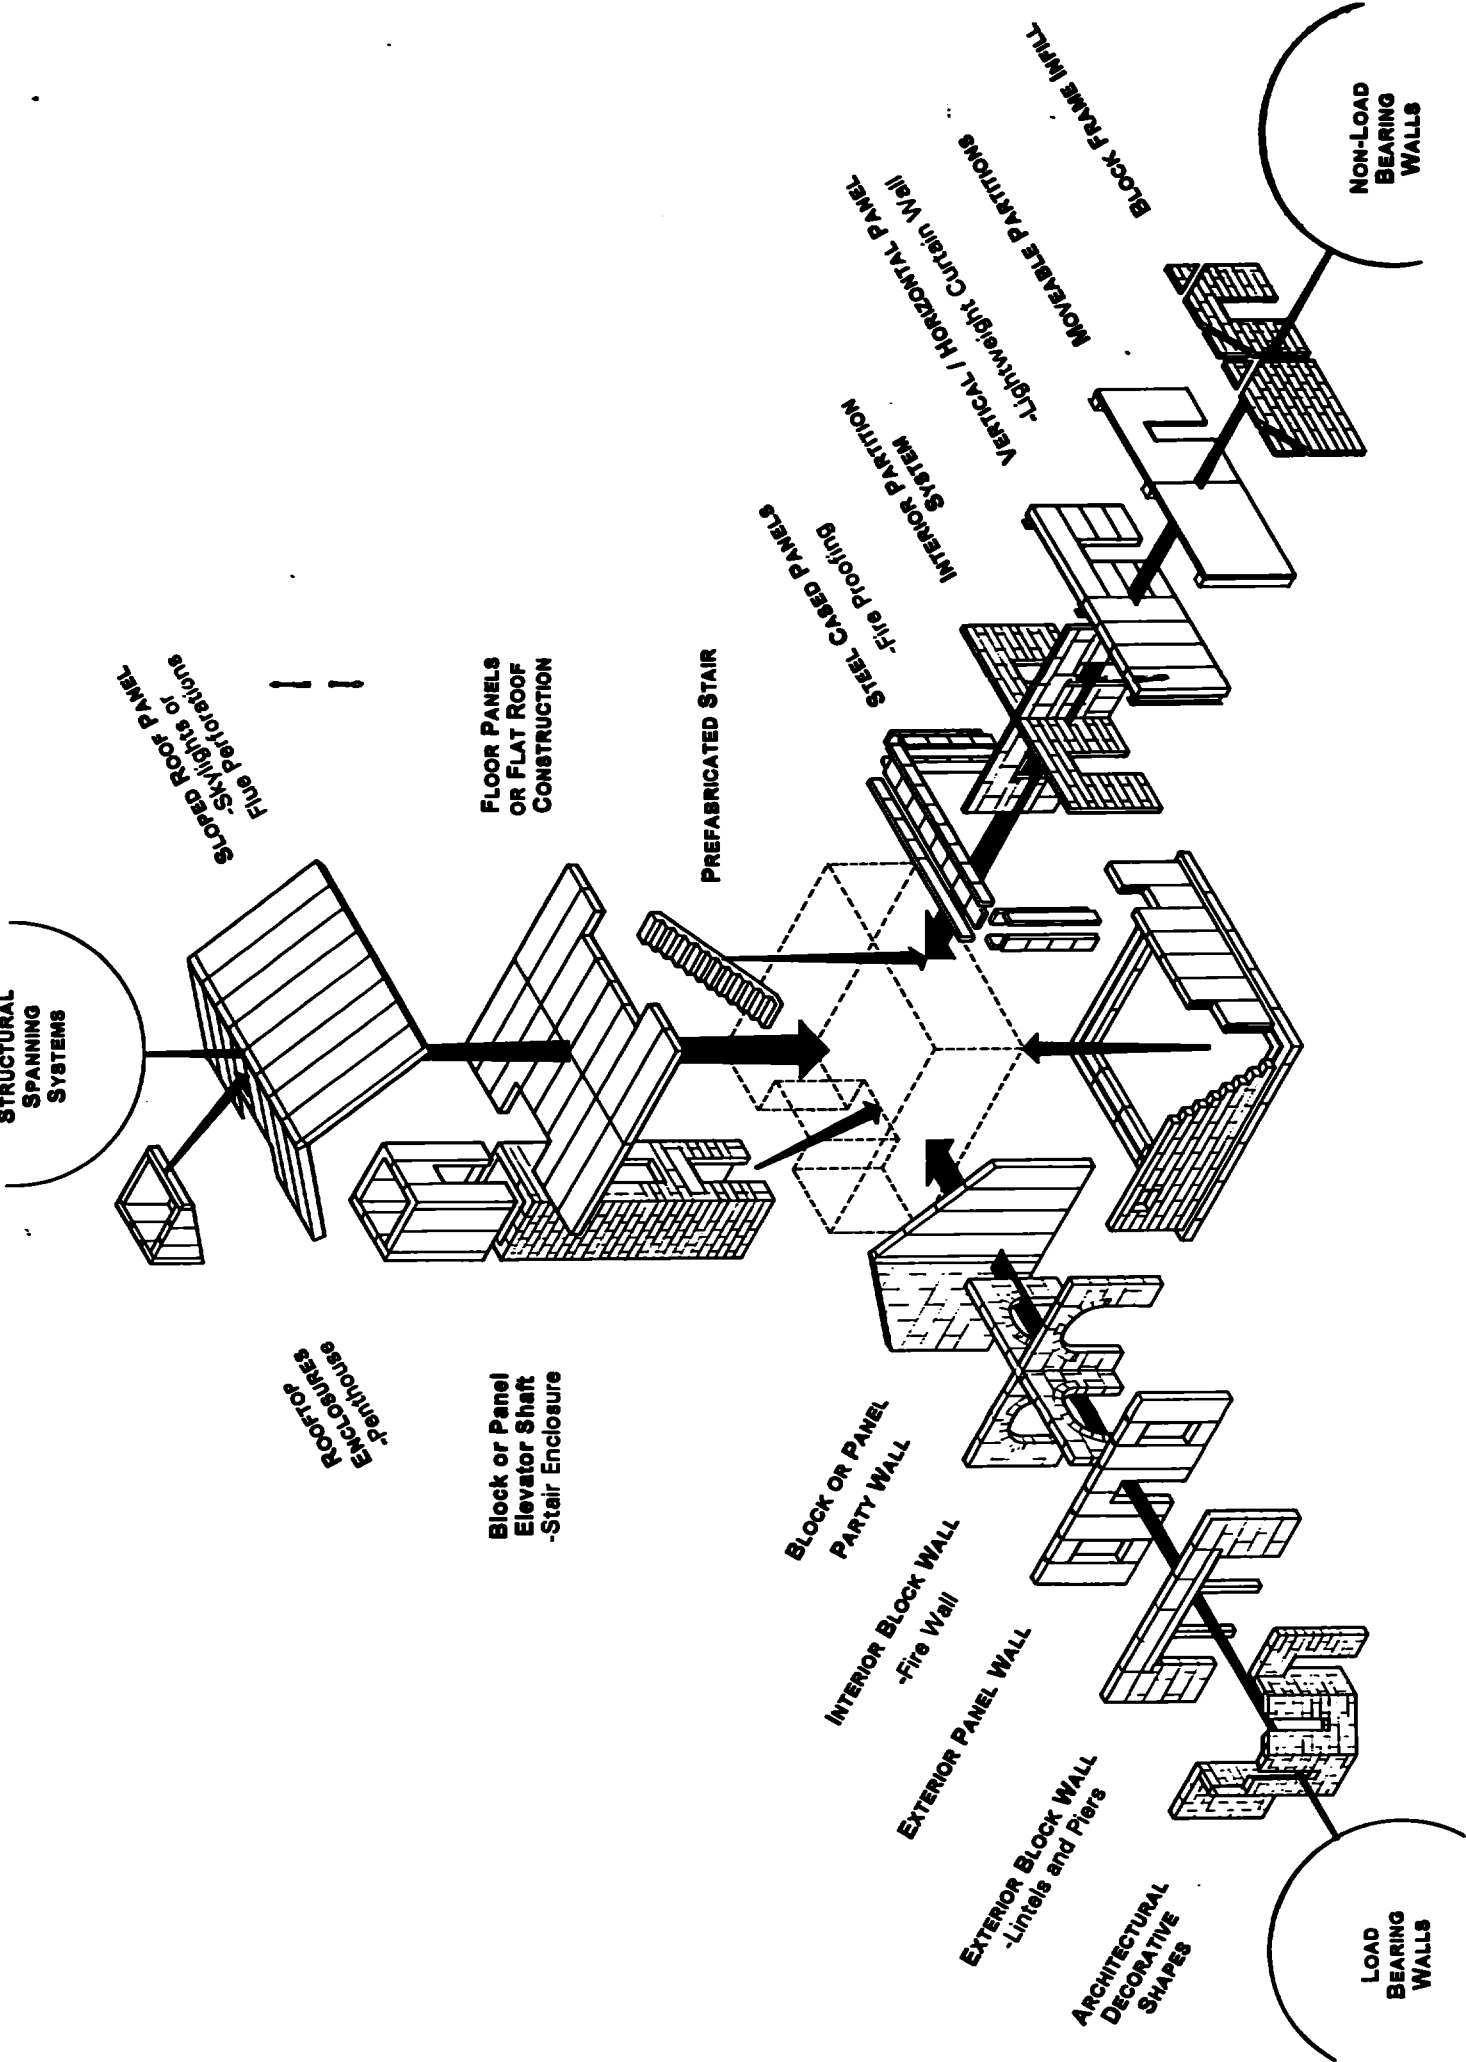 STRUCTURAL
SPANNING
SYSTEMS
SLOPED ROOF PANEL
-Skylights or
Flue Perforations
ROOFTOP
ENCLOSURES
-Penthouse
FLOOR PANELS
OR FLAT ROOF
CONSTRUCTION
Block or Panel
Elevator Shaft
-Stair Enclosure
PREFABRICATED STAIR
BLOCK OR PANEL
PARTY WALL
INTERIOR BLOCK WALL
-Fire Wall
EXTERIOR PANEL WALL
EXTERIOR BLOCK WALL
-Lintels and Piers
ARCHITECTURAL
DECORATIVE
SHAPES
LOAD
BEARING
WALLS
STEEL CASED PANELS
-Fire Proofing
INTERIOR PARTITION
SYSTEM
VERTICAL / HORIZONTAL PANEL
-Lightweight Curtain Wall
MOVEABLE PARTITIONS
BLOCK FRAME INFILL
NON-LOAD
BEARING
WALLS